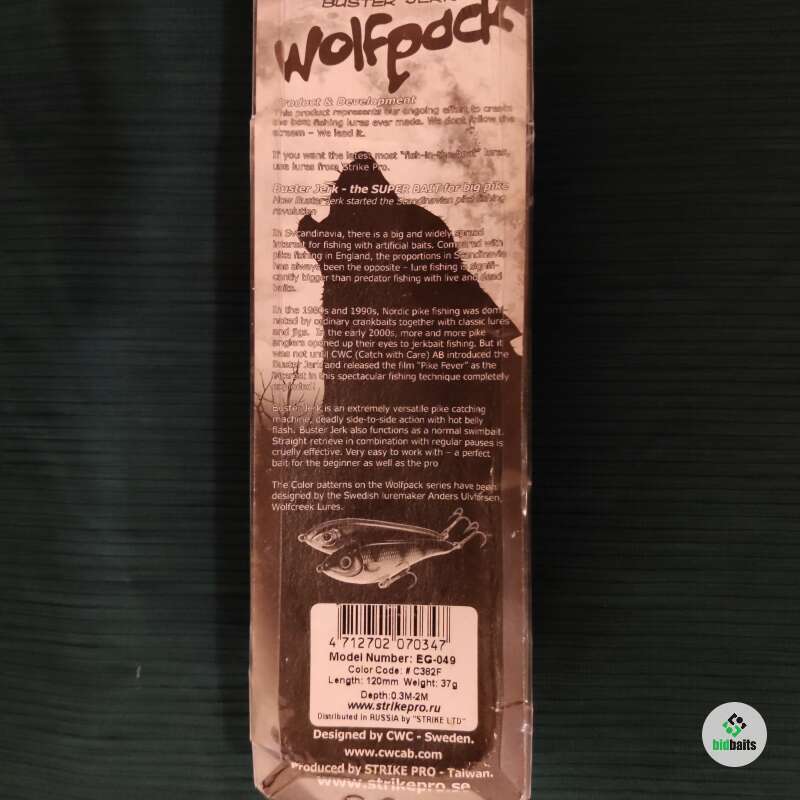 BUSTER JERK
Wolfpack
Product & Development
This product represents our ongoing effort to create
the best fishing lures ever made. We dont follow the
stream – We lead it.
If you want the latest most "fish-in-the-boat" lures,
use lures from Strike Pro.
Buster Jerk - the SUPER BAIT for big pike
How Buster Jerk started the Scandinavian pike fishing
revolution
In Svcandinavia, there is a big and widely spread
interest for fishing with artificial baits. Compared with
pike fishing in England, the proportions in Scandinavia
has always been the opposite – lure fishing is signifi-
cantly bigger than predator fishing with live and dead
baits.
In the 1980s and 1990s, Nordic pike fishing was domi-
nated by ordinary crankbaits together with classic lures
and jigs. In the early 2000s, more and more pike
anglers opened up their eyes to jerkbait fishing. But it
was not until CWC (Catch with Care) AB introduced the
Buster Jerk and released the film "Pike Fever" as the
interest in this spectacular fishing technique completely
exploded!
Buster Jerk is an extremely versatile pike catching
machine, deadly side-to-side action with hot belly
flash. Buster Jerk also functions as a normal swimbait.
Straight retrieve in combination with regular pauses is
cruelly effective. Very easy to work with – a perfect
bait for the beginner as well as the pro
The Color patterns on the Wolfpack series have been
designed by the Swedish luremaker Anders Ulvforsen,
Wolfcreek Lures.
4 712702 070347
Model Number: EG-049
Color Code: # C382F
Length: 120mm Weight: 37g
Depth:0.3M-2M
www.strikepro.ru
Distributed in RUSSIA by "STRIKE LTD"
Designed by CWC - Sweden.
www.cwcab.com
Produced by STRIKE PRO - Taiwan.
www.strikepro.se
bidbaits